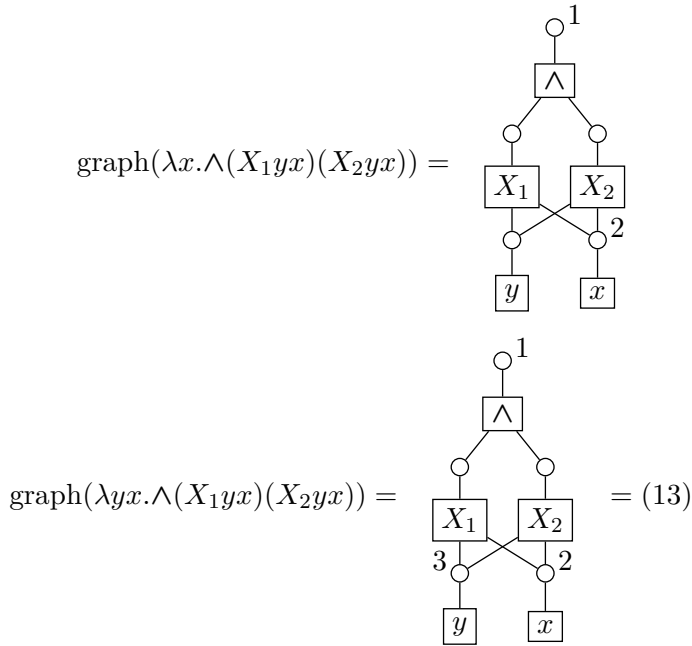 1
∧
graph(λx.∧(X₁yx)(X₂yx)) =
X₁ X₂
2
y x
1
∧
graph(λyx.∧(X₁yx)(X₂yx)) = = (13)
X₁ X₂
3 2
y x